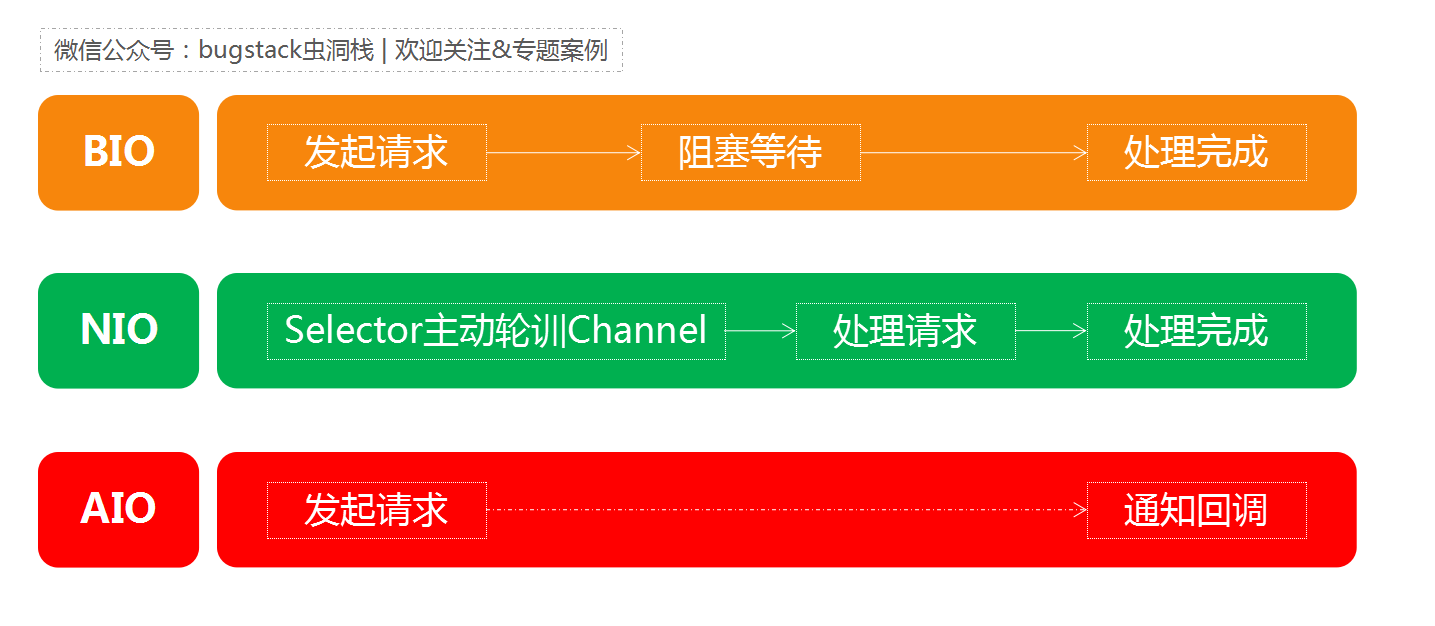 微信公众号：bugstack虫洞栈 | 欢迎关注&专题案例
BIO
发起请求
阻塞等待
处理完成
NIO
Selector主动轮训Channel
处理请求
处理完成
AIO
发起请求
通知回调